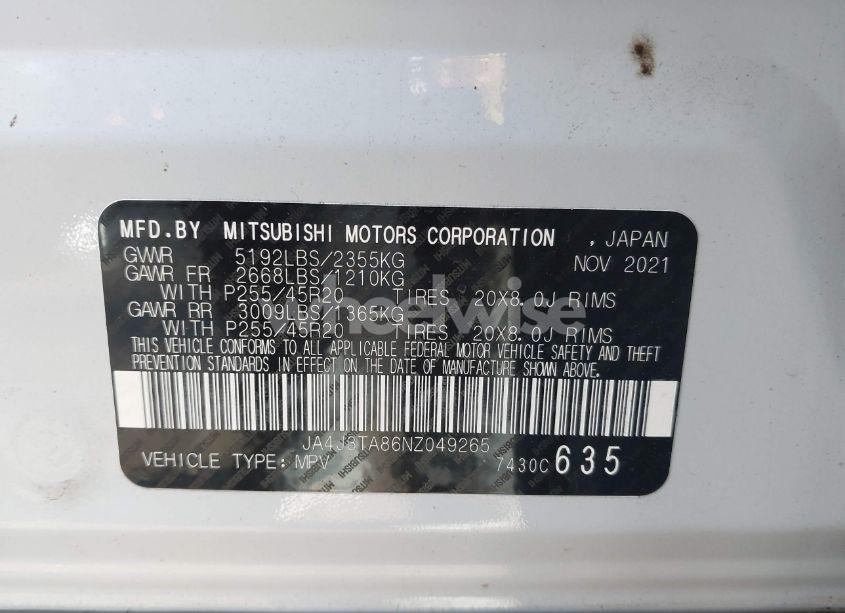 MFD.BY MITSUBISHI MOTORS CORPORATION , JAPAN
GVWR 5192LBS/2355KG NOV 2021
GAWR FR 2668LBS/1210KG
WITH P255/45R20 TIRES 20X8.0J RIMS
GAWR RR 3009LBS/1365KG
WITH P255/45R20 TIRES 20X8.0J RIMS
THIS VEHICLE CONFORMS TO ALL APPLICABLE FEDERAL MOTOR VEHICLE SAFETY AND THEFT
PREVENTION STANDARDS IN EFFECT ON THE DATE OF MANUFACTURE SHOWN ABOVE.
JA4J3TA86NZ049265
VEHICLE TYPE: MPV 7430C 635
wheelwise